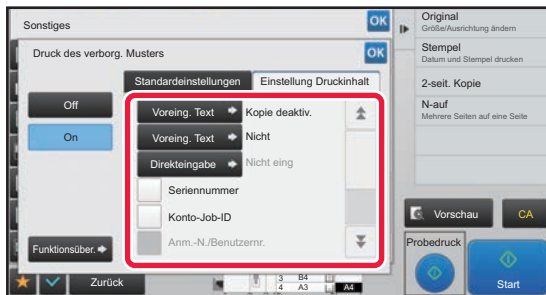 Sonstiges
OK
Druck des verborg. Musters
OK
Standardeinstellungen
Einstellung Druckinhalt
Off
On
Funktionsüber.
Voreing. Text
Kopie deaktiv.
Voreing. Text
Nicht
Direkteingabe
Nicht eing
Seriennummer
Konto-Job-ID
Anm.-N./Benutzernr.
Zurück
3 B4
4 A3
A4
Original
Größe/Ausrichtung ändern
Stempel
Datum und Stempel drucken
2-seit. Kopie
N-auf
Mehrere Seiten auf eine Seite
Vorschau
CA
Probedruck
Start